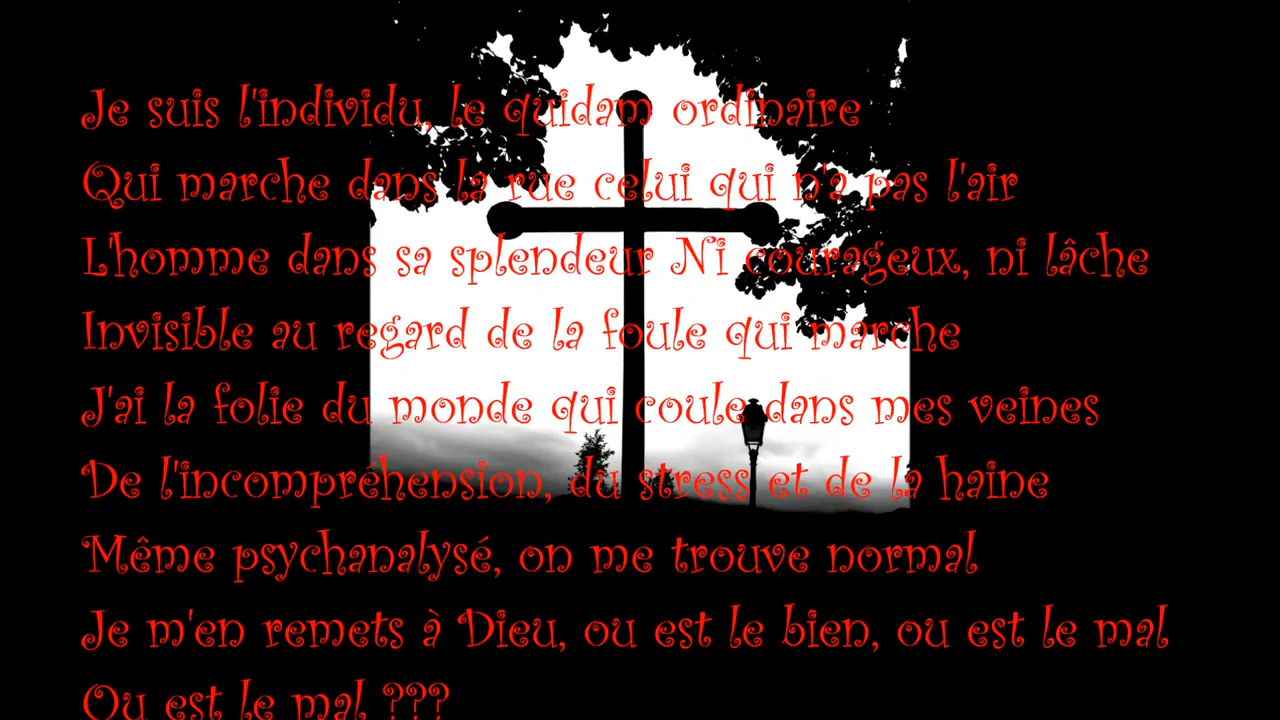 Je suis l'individu, le quidam ordinaire
Qui marche dans la rue celui qui n'a pas l'air
L'homme dans sa splendeur Ni courageux, ni lâche
Invisible au regard de la foule qui marche
J'ai la folie du monde qui coule dans mes veines
De l'incompréhension, du stress et de la haine
Même psychanalysé, on me trouve normal
Je m'en remets à Dieu, ou est le bien, ou est le mal
Ou est le mal ???